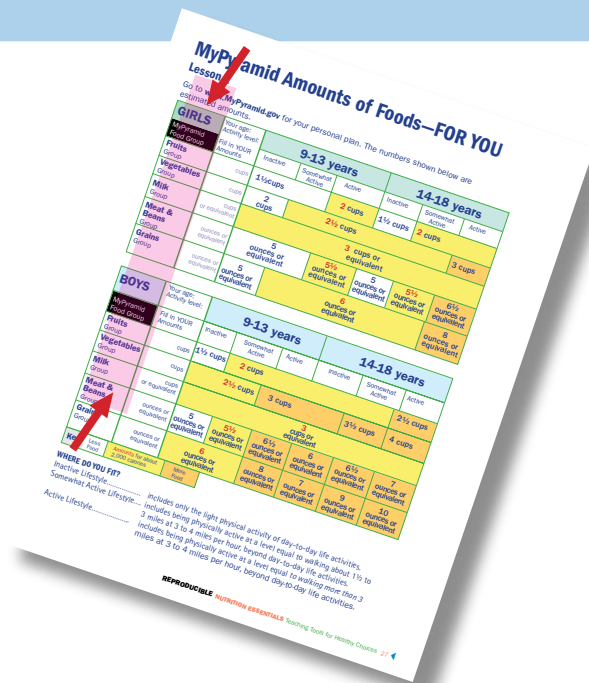 MyPyramid Amounts of Foods—FOR YOU
Lesson
Go to www.MyPyramid.gov for your personal plan. The numbers shown below are
estimated amounts.
GIRLS
Your age:
Activity level:
9-13 years
14-18 years
MyPyramid
Food Group
Fill in YOUR
Amounts
Inactive
Somewhat
Active
Active
Inactive
Somewhat
Active
Active
Fruits
Group
cups
1½ cups
2 cups
1½ cups
2 cups
Vegetables
Group
cups
2
cups
2½ cups
3 cups
Milk
Group
cups
or equivalent
3
cups or
equivalent
Meat &
Beans
Group
ounces or
equivalent
5
ounces or
equivalent
5½
ounces or
equivalent
5
ounces or
equivalent
5½
ounces or
equivalent
6½
ounces or
equivalent
Grains
Group
ounces or
equivalent
5
ounces or
equivalent
6
ounces or
equivalent
8
ounces or
equivalent
BOYS
Your age:
Activity level:
9-13 years
14-18 years
MyPyramid
Food Group
Fill in YOUR
Amounts
Inactive
Somewhat
Active
Active
Inactive
Somewhat
Active
Active
Fruits
Group
cups
1½ cups
2 cups
2½ cups
Vegetables
Group
cups
2½ cups
3 cups
3½ cups
4 cups
Milk
Group
cups
or equivalent
3
cups or
equivalent
Meat &
Beans
Group
ounces or
equivalent
5
ounces or
equivalent
5½
ounces or
equivalent
6½
ounces or
equivalent
6
ounces or
equivalent
6½
ounces or
equivalent
7
ounces or
equivalent
Grains
Group
ounces or
equivalent
6
ounces or
equivalent
8
ounces or
equivalent
7
ounces or
equivalent
9
ounces or
equivalent
10
ounces or
equivalent
Less
Food
Amounts for about
2,000 calories
More
Food
WHERE DO YOU FIT?
Inactive Lifestyle................... includes only the light physical activity of day-to-day life activities.
Somewhat Active Lifestyle.... includes being physically active at a level equal to walking about 1½ to
3 miles at 3 to 4 miles per hour, beyond day-to-day life activities.
Active Lifestyle...................... includes being physically active at a level equal to walking more than 3
miles at 3 to 4 miles per hour, beyond day-to-day life activities.
REPRODUCIBLE NUTRITION ESSENTIALS Teaching Tools for Healthy Choices 27